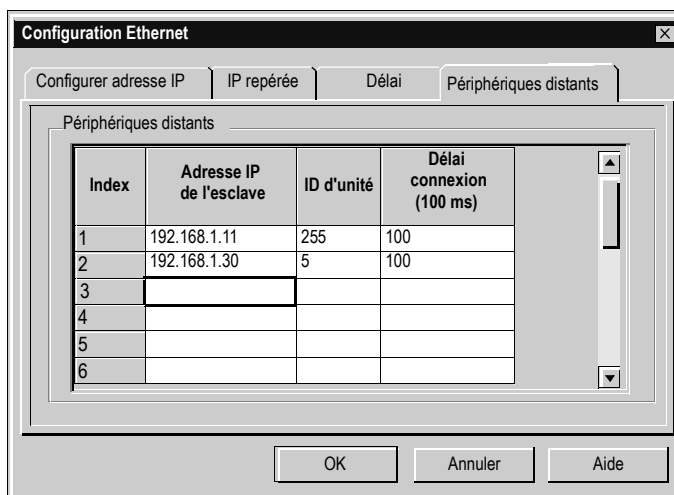 Configuration Ethernet
Configurer adresse IP IP repérée Délai Périphériques distants
Périphériques distants
Index Adresse IP de l'esclave ID d'unité Délai connexion (100 ms)
1 192.168.1.11 255 100
2 192.168.1.30 5 100
3
4
5
6
OK Annuler Aide